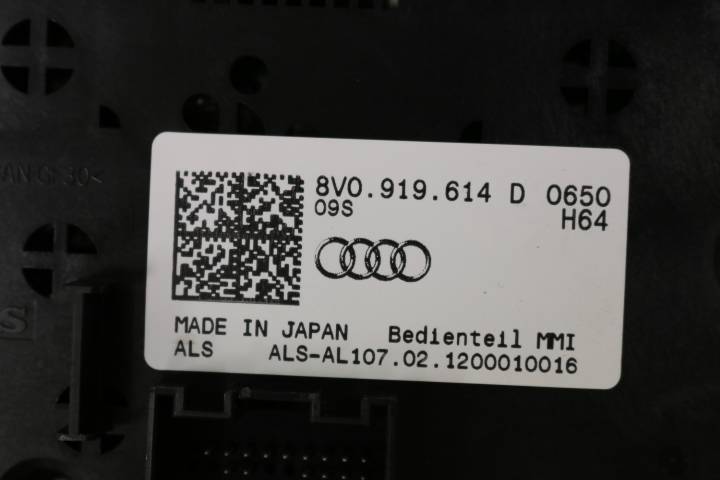 8V0.919.614 D 0650
09S H64
MADE IN JAPAN Bedienteil MMI
ALS ALS-AL107.02.1200010016